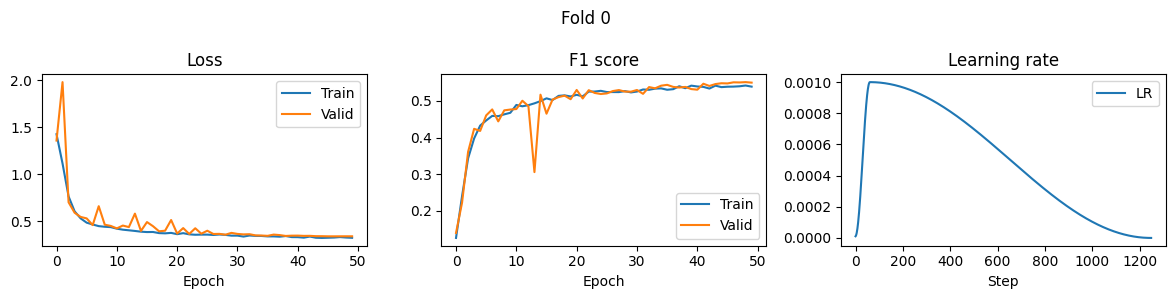 Fold 0
Loss
2.0
1.5
1.0
0.5
0 10 20 30 40 50
Epoch
Train
Valid
F1 score
0.5
0.4
0.3
0.2
0 10 20 30 40 50
Epoch
Train
Valid
Learning rate
0.0010
0.0008
0.0006
0.0004
0.0002
0.0000
0 200 400 600 800 1000 1200
Step
LR